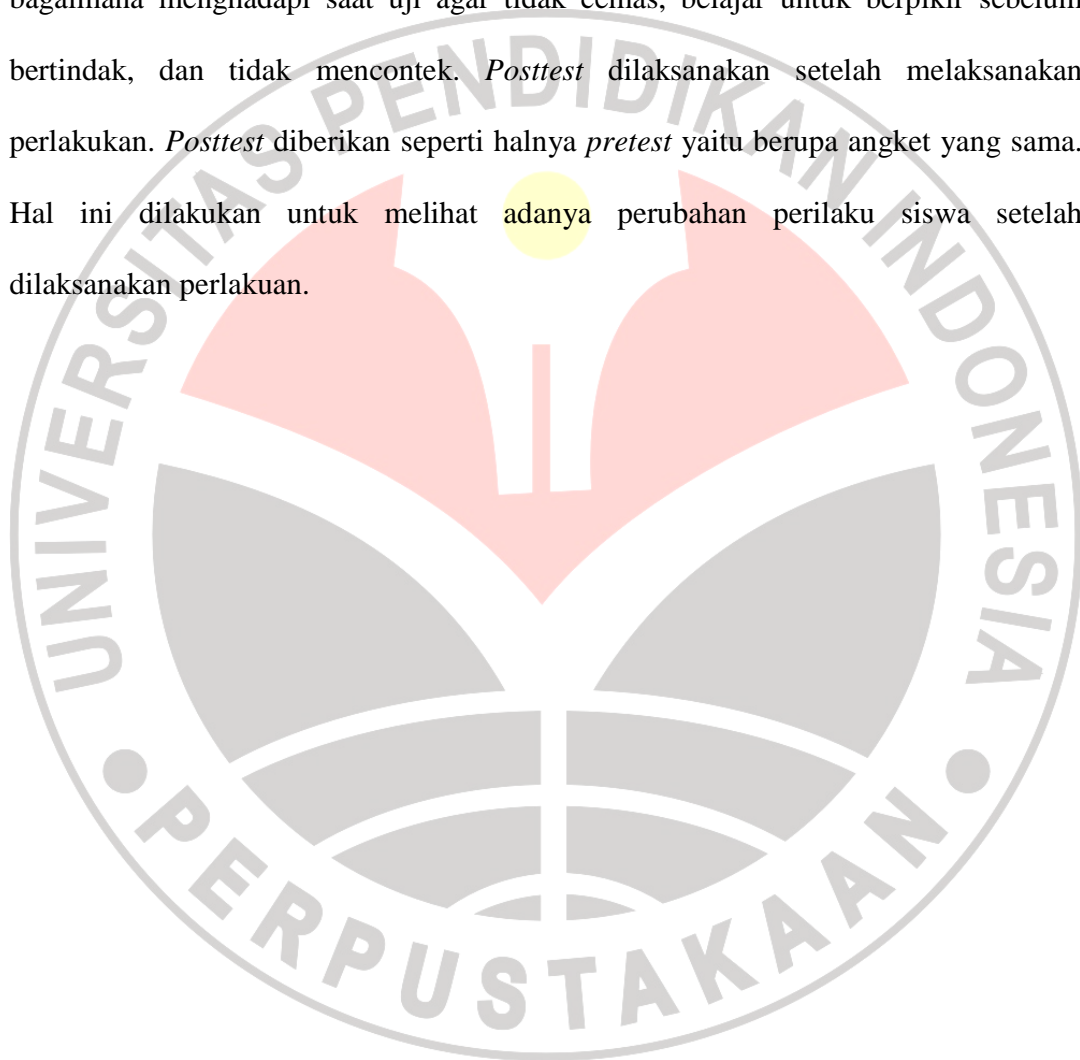 bagaimana menghadapi saat uji agar tidak cemas, belajar untuk berpikir sebelum
bertindak, dan tidak mencontek. Posttest dilaksanakan setelah melaksanakan
perlakukan. Posttest diberikan seperti halnya pretest yaitu berupa angket yang sama.
Hal ini dilakukan untuk melihat adanya perubahan perilaku siswa setelah
dilaksanakan perlakuan.
UNIVERSITAS PENDIDIKAN INDONESIA
PERPUSTAKAAN